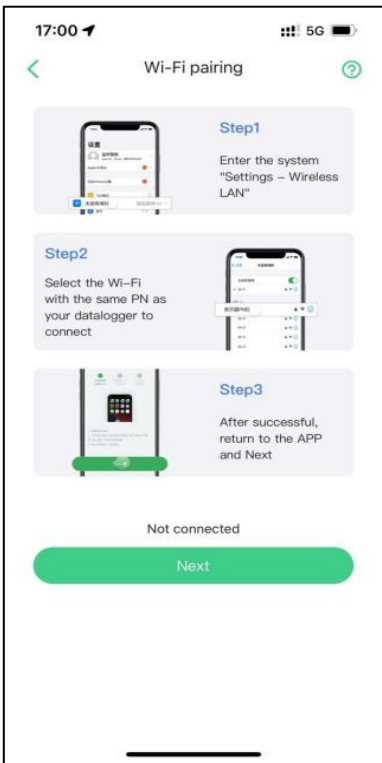 17:00
5G
Wi-Fi pairing
设置
Step1
Enter the system
"Settings – Wireless
LAN"
Step2
Select the Wi-Fi
with the same PN as
your datalogger to
connect
Step3
After successful,
return to the APP
and Next
Not connected
Next